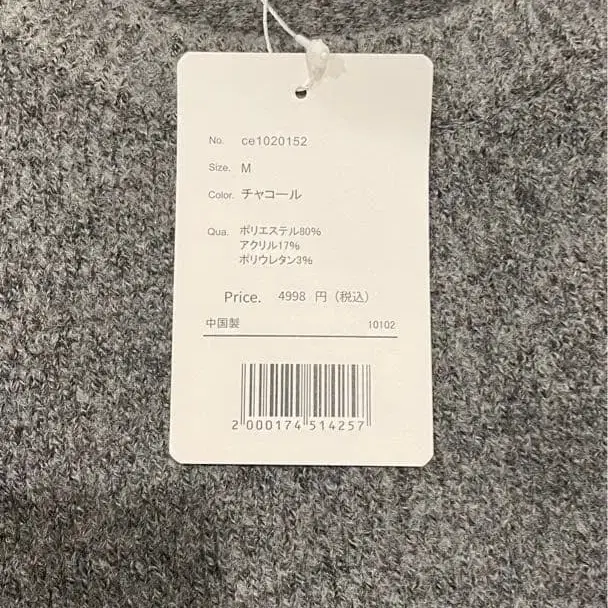 No. ce1020152
Size. M
Color. チャコール
Qua. ポリエステル80%
アクリル17%
ポリウレタン3%
Price. 4998 円（税込）
中国製 10102
2 000174 514257